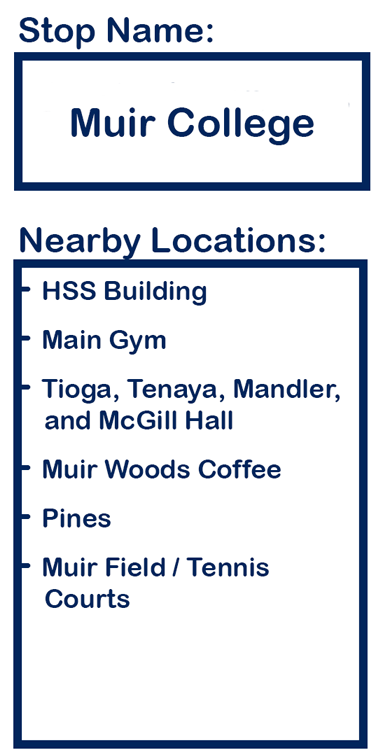 Stop Name:
Muir College
Nearby Locations:
- HSS Building
- Main Gym
- Tioga, Tenaya, Mandler,
and McGill Hall
- Muir Woods Coffee
- Pines
- Muir Field / Tennis
Courts